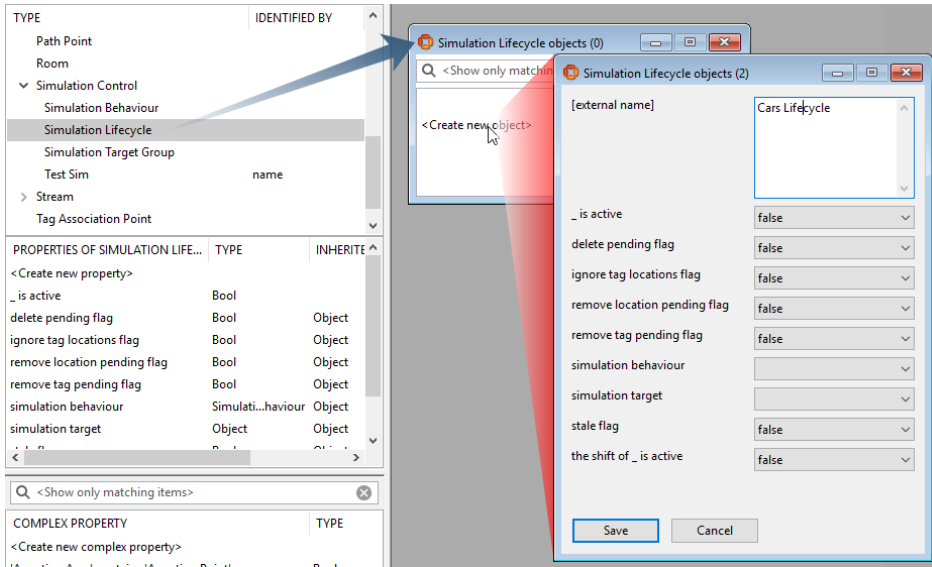 TYPE IDENTIFIED BY
Path Point
Room
Simulation Control
Simulation Behaviour
Simulation Lifecycle
Simulation Target Group
Test Sim name
Stream
Tag Association Point
PROPERTIES OF SIMULATION LIFE... TYPE INHERITE
<Create new property>
_ is active Bool
delete pending flag Bool Object
ignore tag locations flag Bool Object
remove location pending flag Bool Object
remove tag pending flag Bool Object
simulation behaviour Simulati...haviour Object
simulation target Object Object
<Show only matching items>
COMPLEX PROPERTY TYPE
<Create new complex property>
Simulation Lifecycle objects (0)
<Show only matchin
<Create new object>
Simulation Lifecycle objects (2)
[external name] Cars Lifecycle
_ is active false
delete pending flag false
ignore tag locations flag false
remove location pending flag false
remove tag pending flag false
simulation behaviour
simulation target
stale flag false
the shift of _ is active false
Save Cancel